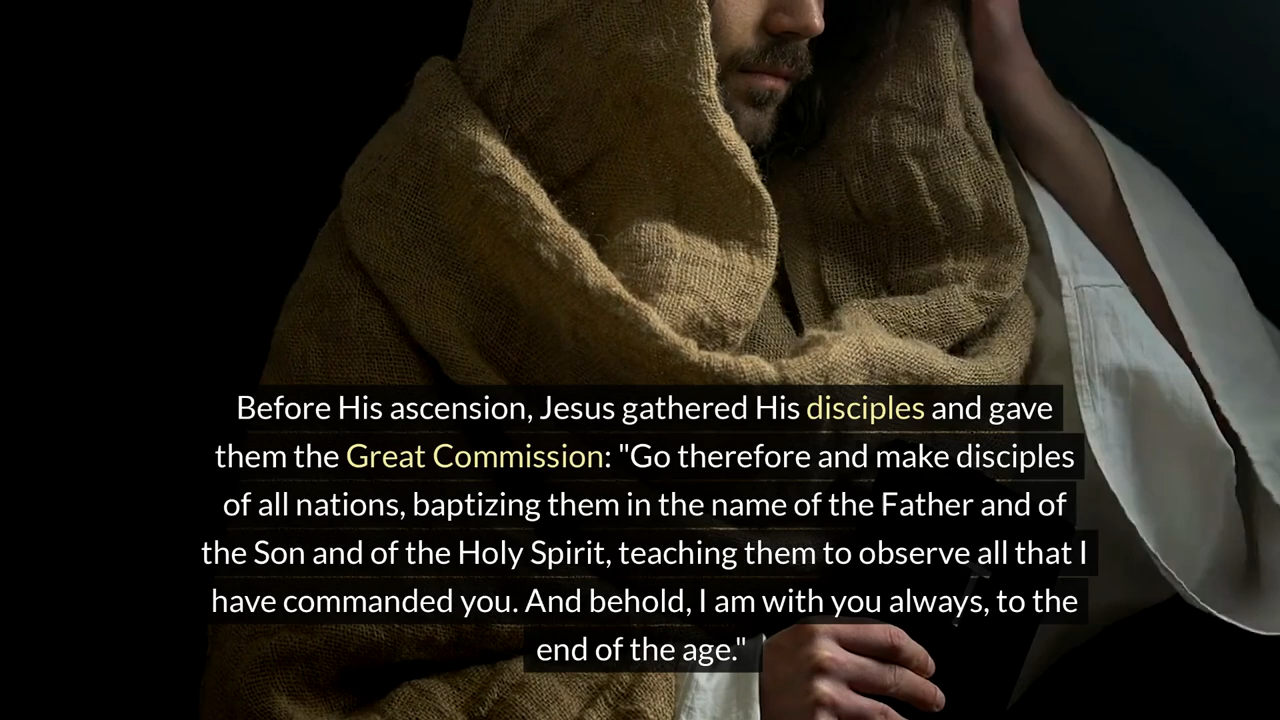 Before His ascension, Jesus gathered His disciples and gave
them the Great Commission: "Go therefore and make disciples
of all nations, baptizing them in the name of the Father and of
the Son and of the Holy Spirit, teaching them to observe all that I
have commanded you. And behold, I am with you always, to the
end of the age."